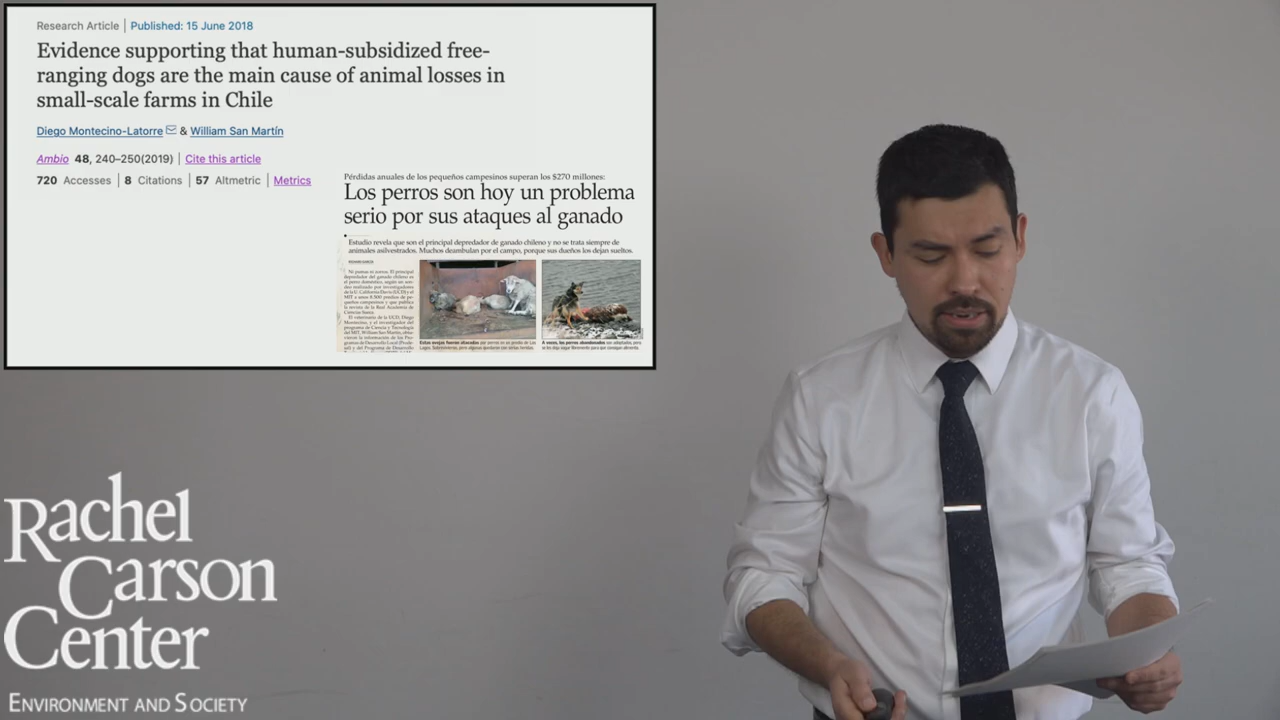 Research Article | Published: 15 June 2018
Evidence supporting that human-subsidized free-
ranging dogs are the main cause of animal losses in
small-scale farms in Chile
Diego Montecino-Latorre & William San Martín
Ambio 48, 240–250(2019) | Cite this article
720 Accesses | 8 Citations | 57 Altmetric | Metrics
Pérdidas anuales de los pequeños campesinos superan los $270 millones:
Los perros son hoy un problema
serio por sus ataques al ganado
Estudio revela que son el principal depredador de ganado chileno y no se trata siempre de
animales asilvestrados. Muchos deambulan por el campo, porque sus dueños los dejan sueltos.
Rachel
Carson
Center
ENVIRONMENT AND SOCIETY